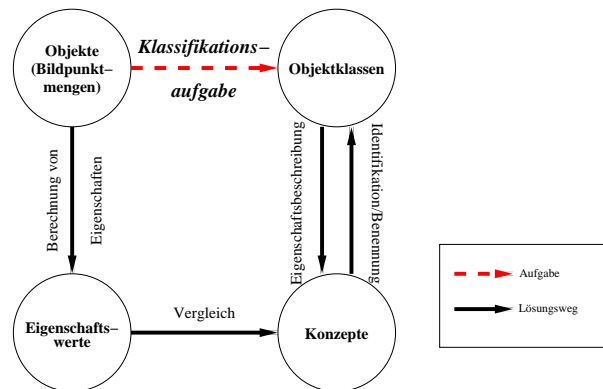 Objekte
(Bildpunkt–
mengen)
Klassifikations–
aufgabe
Objektklassen
Berechnung von
Eigenschaften
Eigenschaftsbeschreibung
Identifikation/Benennung
Eigenschafts–
werte
Vergleich
Konzepte
Aufgabe
Lösungsweg